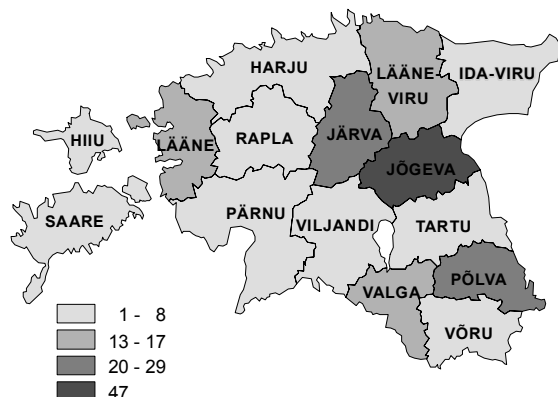 HARJU
LÄÄNE-
VIRU
IDA-VIRU
HIIU
LÄÄNE
RAPLA
JÄRVA
JÕGEVA
SAARE
PÄRNU
VILJANDI
TARTU
VALGA
PÕLVA
VÕRU
1 - 8
13 - 17
20 - 29
47